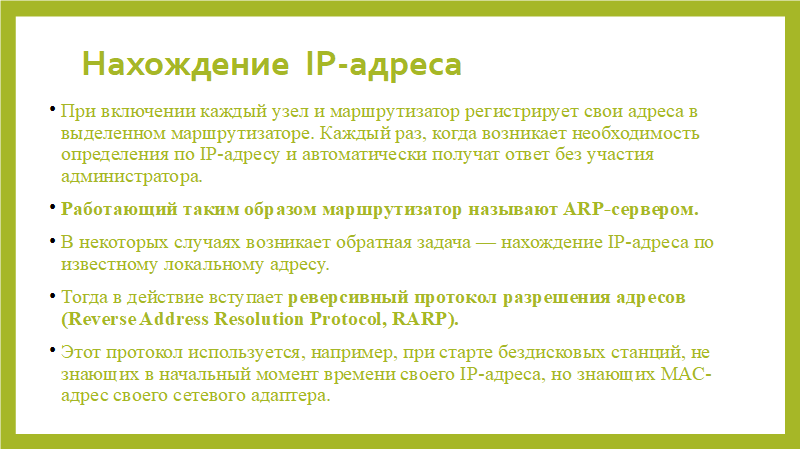 Нахождение IP-адреса
• При включении каждый узел и маршрутизатор регистрирует свои адреса в
выделенном маршрутизаторе. Каждый раз, когда возникает необходимость
определения по IP-адресу и автоматически получат ответ без участия
администратора.
• Работающий таким образом маршрутизатор называют ARP-сервером.
• В некоторых случаях возникает обратная задача — нахождение IP-адреса по
известному локальному адресу.
• Тогда в действие вступает реверсивный протокол разрешения адресов
(Reverse Address Resolution Protocol, RARP).
• Этот протокол используется, например, при старте бездисковых станций, не
знающих в начальный момент времени своего IP-адреса, но знающих MAC-
адрес своего сетевого адаптера.